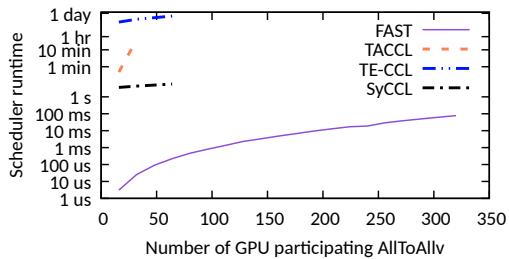 Scheduler runtime
1 day
1 hr
10 min
1 min
1 s
100 ms
10 ms
1 ms
100 us
10 us
1 us
FAST
TACCL
TE-CCL
SyCCL
0 50 100 150 200 250 300 350
Number of GPU participating AllToAllv